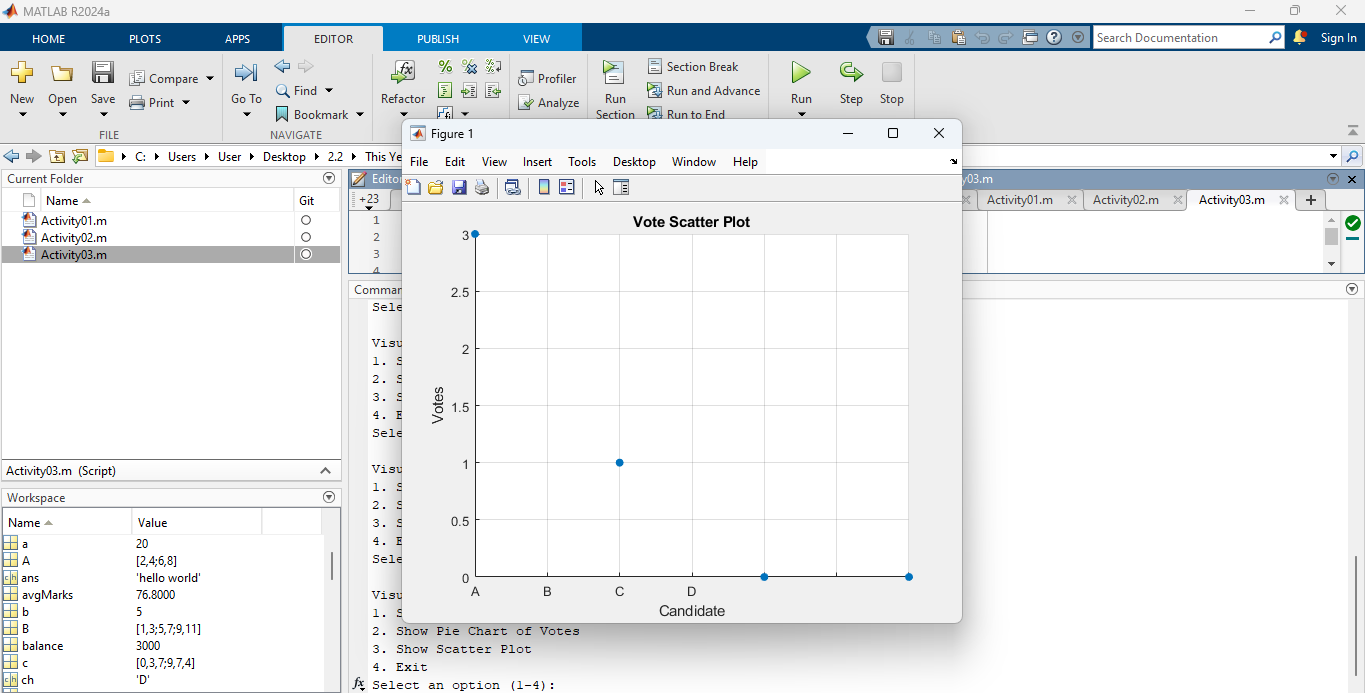 MATLAB R2024a
HOME PLOTS APPS EDITOR PUBLISH VIEW Search Documentation Sign In
New Open Save Compare Print Go To Find Bookmark Refactor Profiler Analyze Run Section Section Break Run and Advance Run to End Run Step Stop
FILE NAVIGATE
C: Users User Desktop 2.2 This Ye
Current Folder
Name Git
Activity01.m
Activity02.m
Activity03.m
Activity03.m (Script)
Workspace
Name Value
a 20
A [2,4;6,8]
ans 'hello world'
avgMarks 76.8000
b 5
B [1,3;5,7;9,11]
balance 3000
c [0,3,7;9,7,4]
ch 'D'
Editor y03.m
+23 Activity01.m Activity02.m Activity03.m +
1
2
3
4
Comman
Sele
Visu
1. S
2. S
3. S
4. E
Sele
Visu
1. S
2. S
3. S
4. E
Sele
Visu
1. S
2. Show Pie Chart of Votes
3. Show Scatter Plot
4. Exit
fx Select an option (1-4):
Figure 1
File Edit View Insert Tools Desktop Window Help
Vote Scatter Plot
3
2.5
2
1.5
1
0.5
0
Votes
A B C D
Candidate